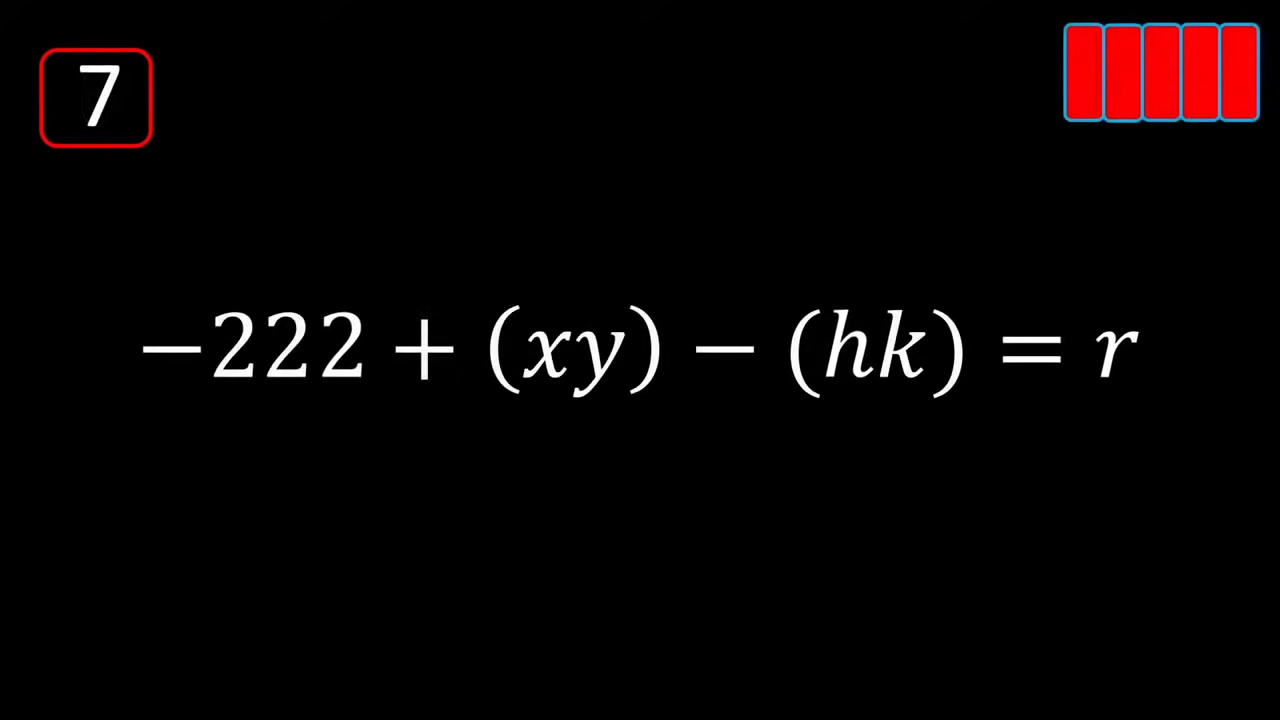 7
−222 + (xy) − (hk) = r